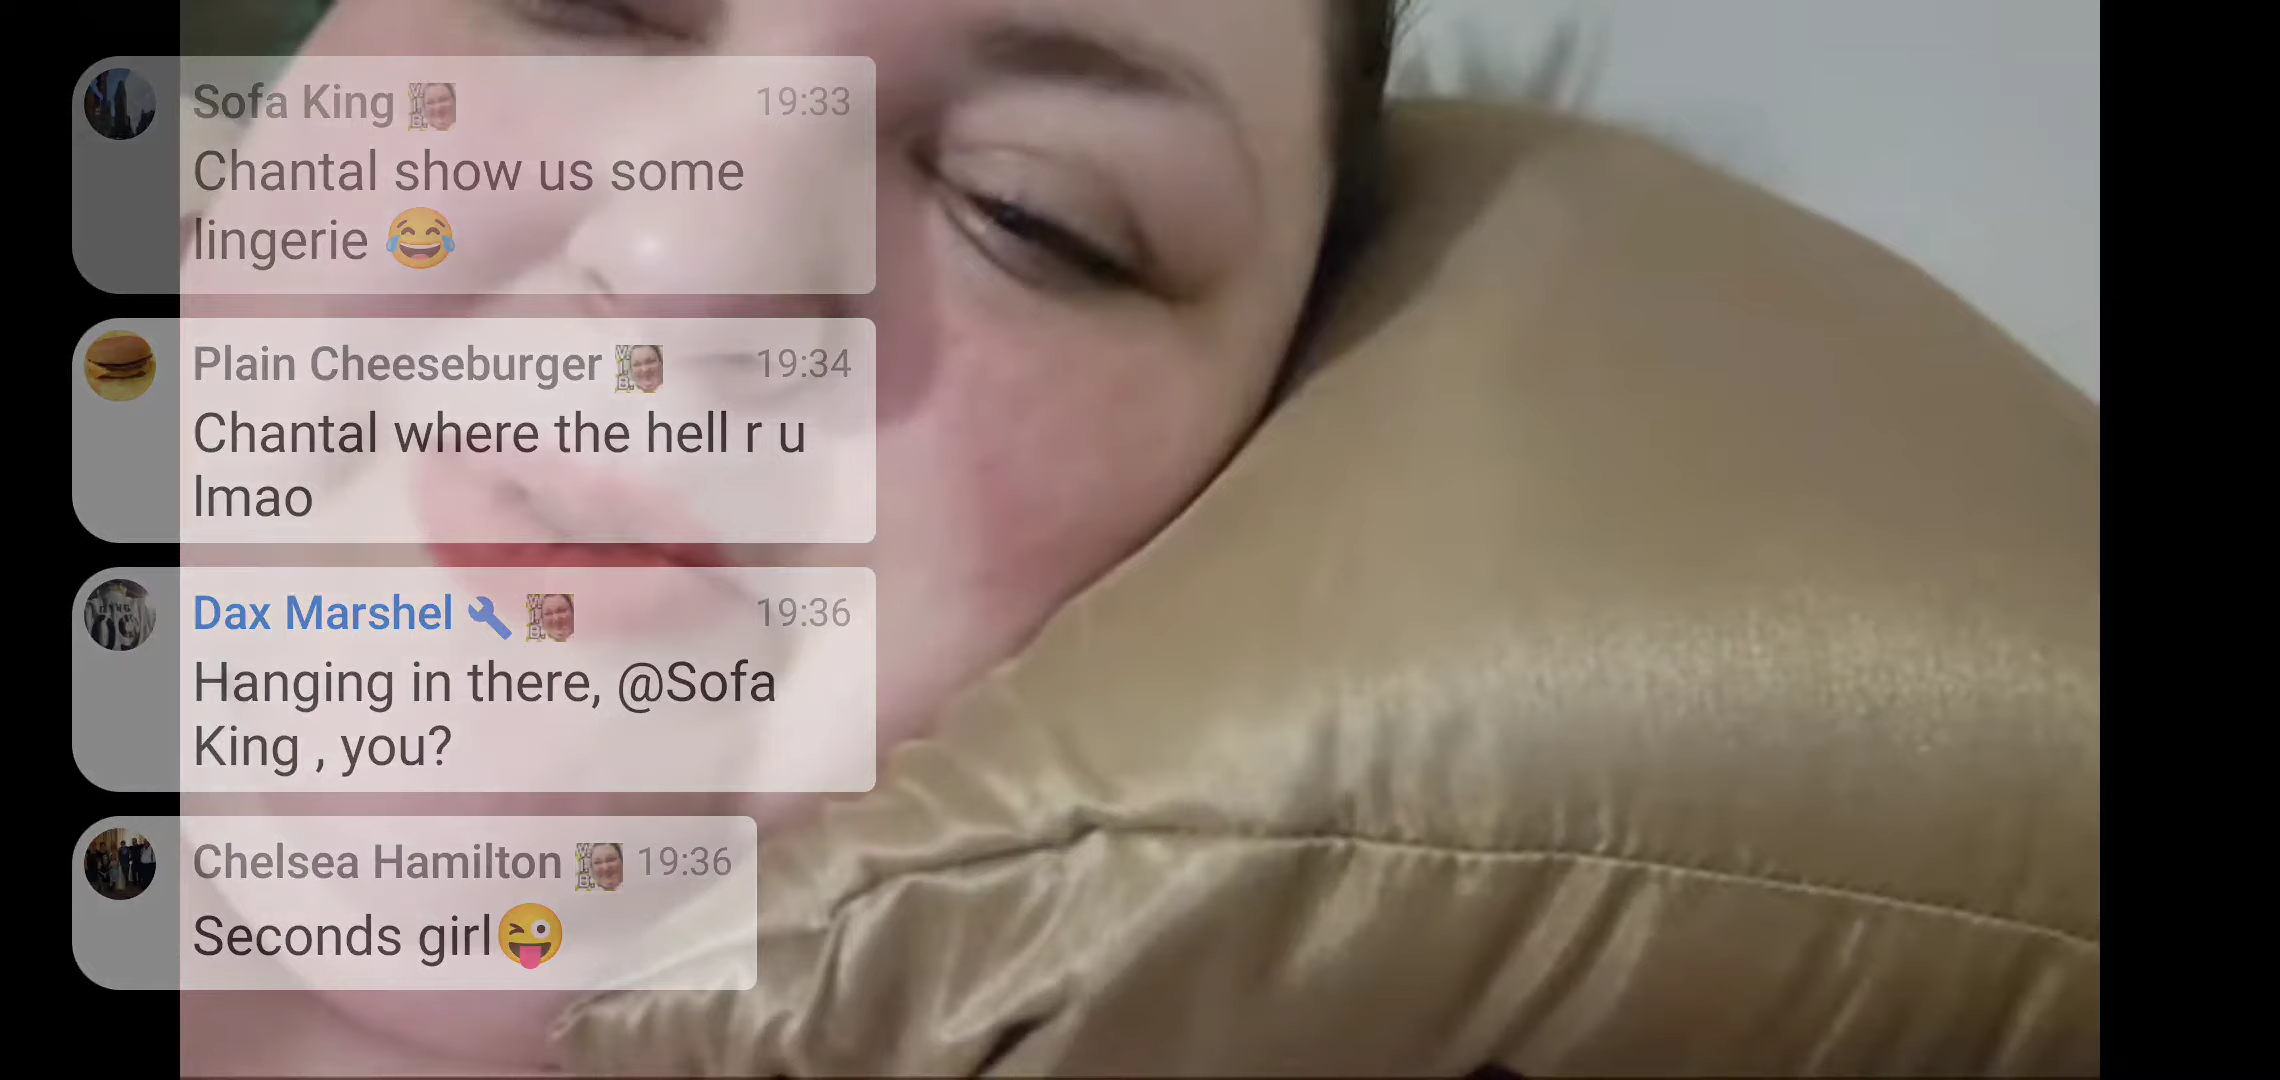 Sofa King 19:33
Chantal show us some
lingerie 😂
Plain Cheeseburger 19:34
Chantal where the hell r u
lmao
Dax Marshel 19:36
Hanging in there, @Sofa
King , you?
Chelsea Hamilton 19:36
Seconds girl😜